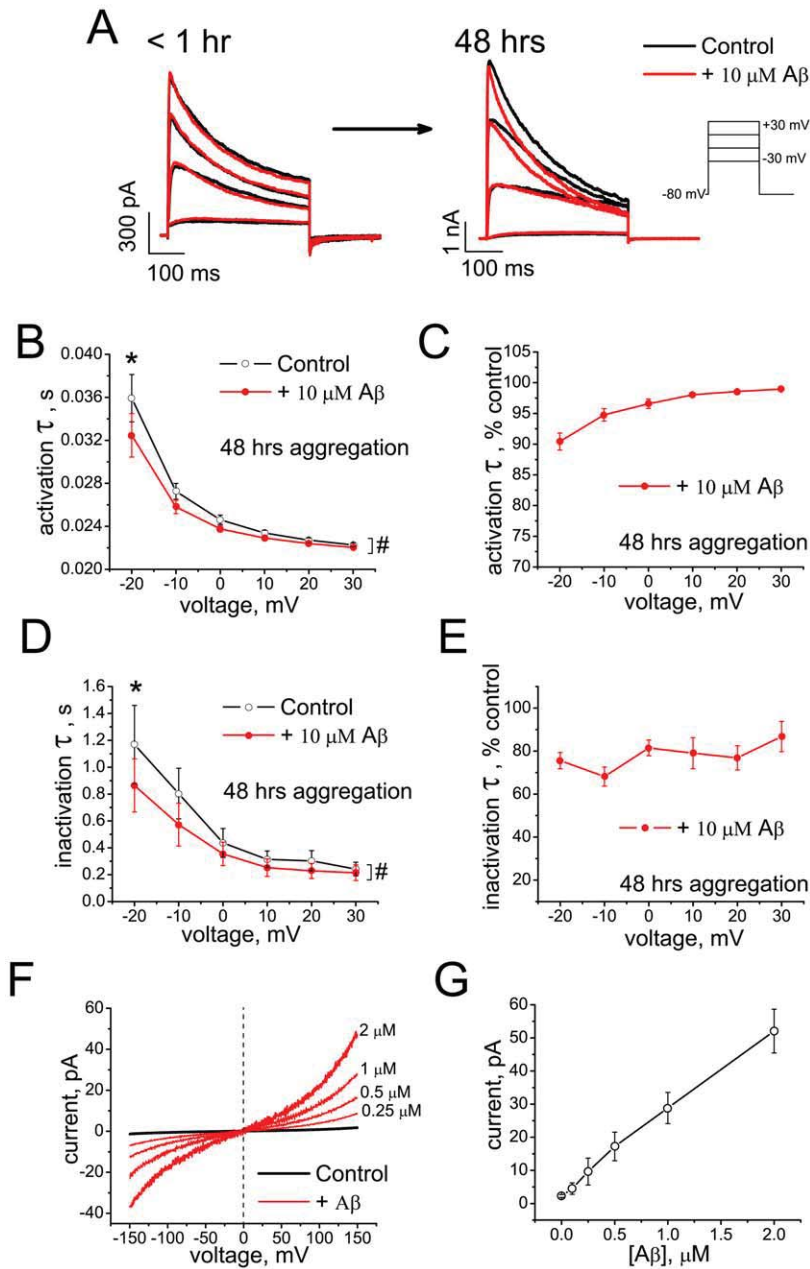 A
< 1 hr
48 hrs
Control
+ 10 µM Aβ
+30 mV
-30 mV
-80 mV
300 pA
100 ms
1 nA
100 ms
B
0.040
0.036
0.032
0.028
0.024
0.020
activation τ , s
*
Control
+ 10 µM Aβ
48 hrs aggregation
#
-20 -10 0 10 20 30
voltage, mV
C
105
100
95
90
85
80
75
70
activation τ, % control
+ 10 µM Aβ
48 hrs aggregation
-20 -10 0 10 20 30
voltage, mV
D
1.6
1.4
1.2
1.0
0.8
0.6
0.4
0.2
0.0
inactivation τ , s
*
Control
+ 10 µM Aβ
48 hrs aggregation
#
-20 -10 0 10 20 30
voltage, mV
E
100
80
60
40
20
inactivation τ, % control
+ 10 µM Aβ
48 hrs aggregation
-20 -10 0 10 20 30
voltage, mV
F
60
40
20
0
-20
-40
current, pA
2 µM
1 µM
0.5 µM
0.25 µM
Control
+ Aβ
-150 -100 -50 0 50 100 150
voltage, mV
G
60
50
40
30
20
10
0
current, pA
0.0 0.5 1.0 1.5 2.0
[Aβ], µM